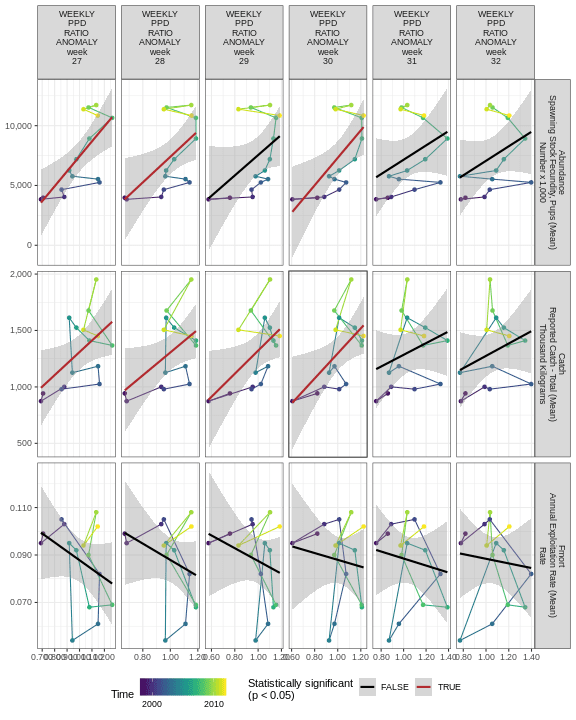 WEEKLY PPD RATIO ANOMALY week 27
WEEKLY PPD RATIO ANOMALY week 28
WEEKLY PPD RATIO ANOMALY week 29
WEEKLY PPD RATIO ANOMALY week 30
WEEKLY PPD RATIO ANOMALY week 31
WEEKLY PPD RATIO ANOMALY week 32
10,000
5,000
0
Abundance
Spawning Stock Fecundity, Pups (Mean)
Number x 1,000
2,000
1,500
1,000
500
Catch
Reported Catch - Total (Mean)
Thousand Kilograms
0.110
0.090
0.070
Fmort
Annual Exploitation Rate (Mean)
Rate
0.80 1.00 1.20
0.80 1.00 1.20
0.80 1.00 1.20
0.80 1.00 1.20 1.40
0.80 1.00 1.20 1.40
Time
2000 2010
Statistically significant
(p < 0.05)
FALSE
TRUE